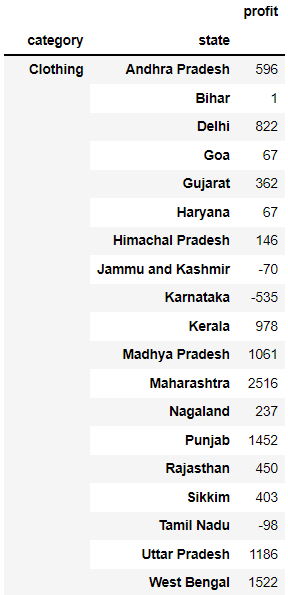 profit
category state
Clothing Andhra Pradesh 596
Bihar 1
Delhi 822
Goa 67
Gujarat 362
Haryana 67
Himachal Pradesh 146
Jammu and Kashmir -70
Karnataka -535
Kerala 978
Madhya Pradesh 1061
Maharashtra 2516
Nagaland 237
Punjab 1452
Rajasthan 450
Sikkim 403
Tamil Nadu -98
Uttar Pradesh 1186
West Bengal 1522